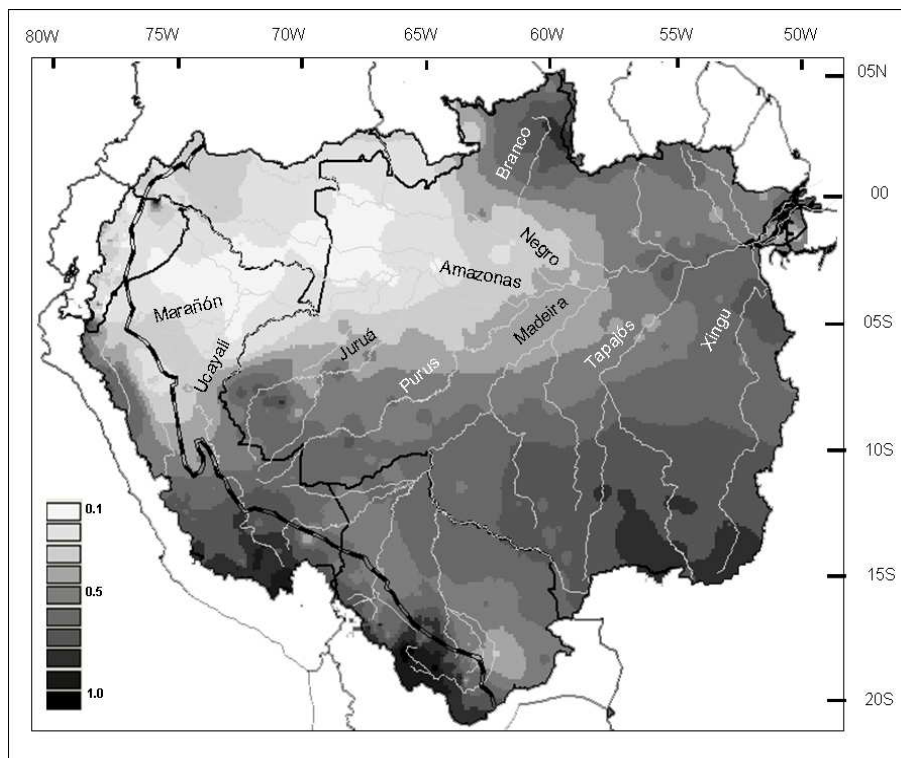 80W 75W 70W 65W 60W 55W 50W
05N
Branco
00
Negro
Amazonas
Marañón
Madeira
05S
Xingu
Tapajós
Juruá
Ucayali
Purus
10S
0.1
15S
0.5
1.0
20S